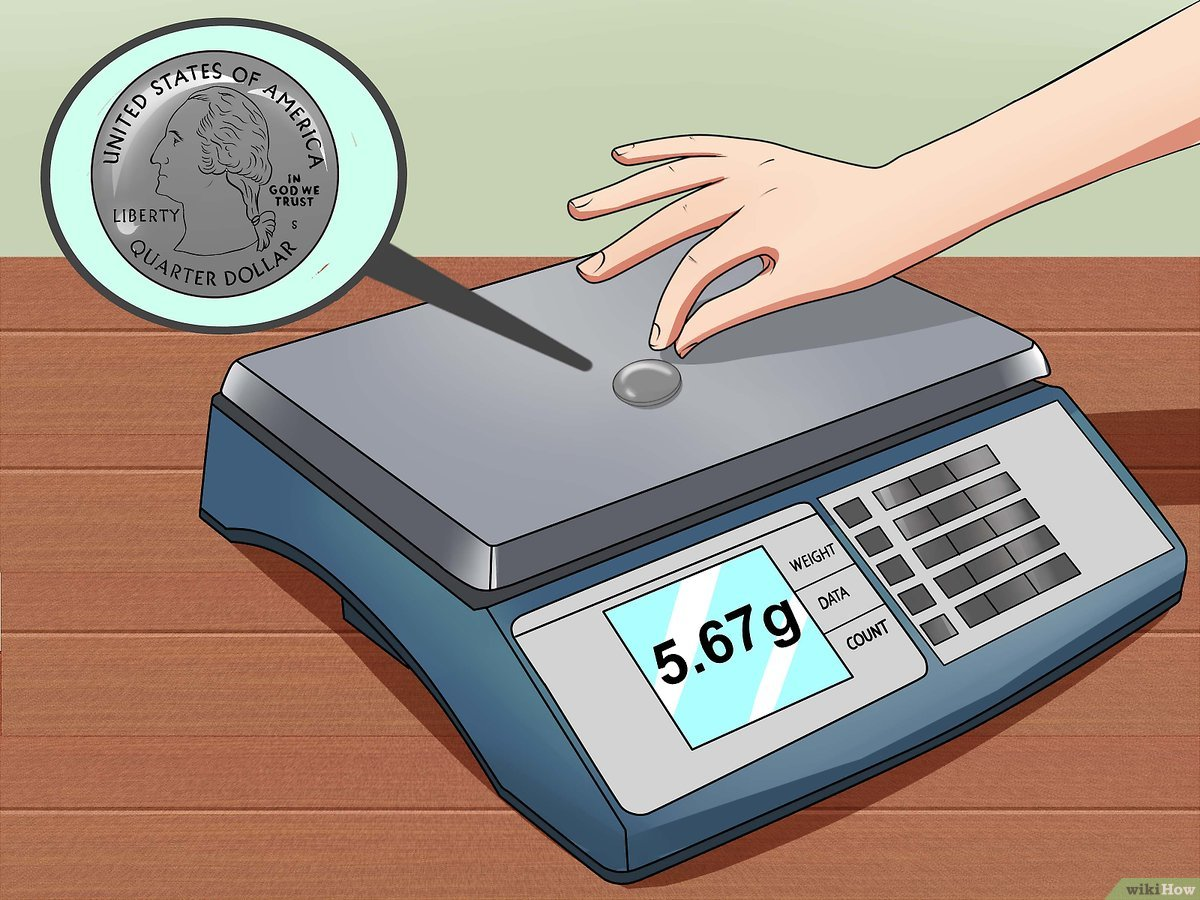 UNITED STATES OF AMERICA
IN
GOD WE
TRUST
LIBERTY
S
QUARTER DOLLAR
WEIGHT
DATA
COUNT
5.67g
wikiHow